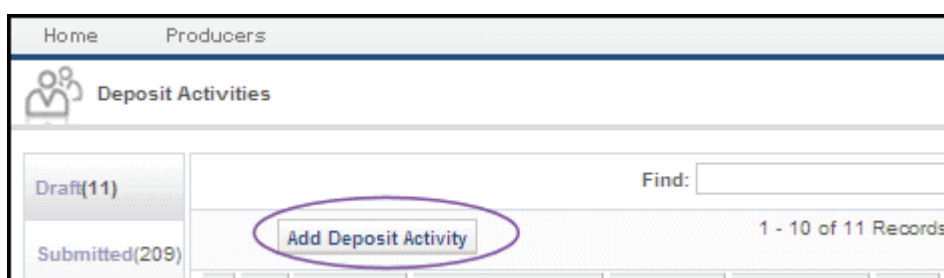 Home Producers
Deposit Activities
Draft(11)
Find:
Add Deposit Activity
1 - 10 of 11 Records
Submitted(209)